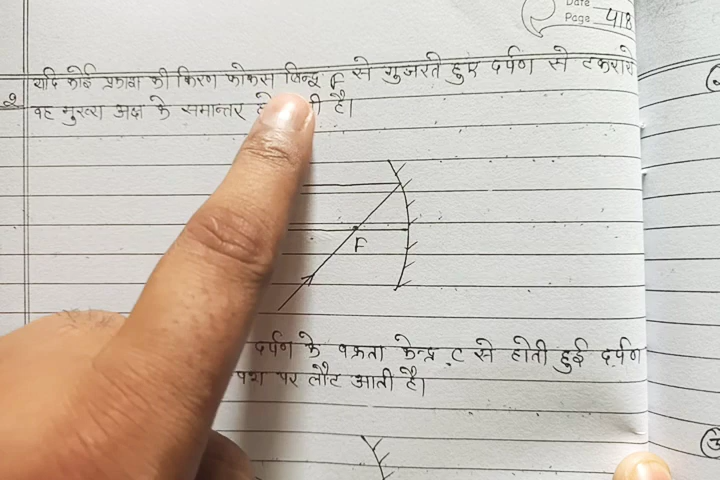 Date
Page 418
यदि कोई प्रकाश की किरण फोकस बिन्दु F से गुजरते हुए दर्पण से टकराये
2 वह मुख्य अक्ष के समान्तर है।
F
दर्पण के वक्रता केन्द्र C से होती हुई दर्पण
पथ पर लौट आती है।